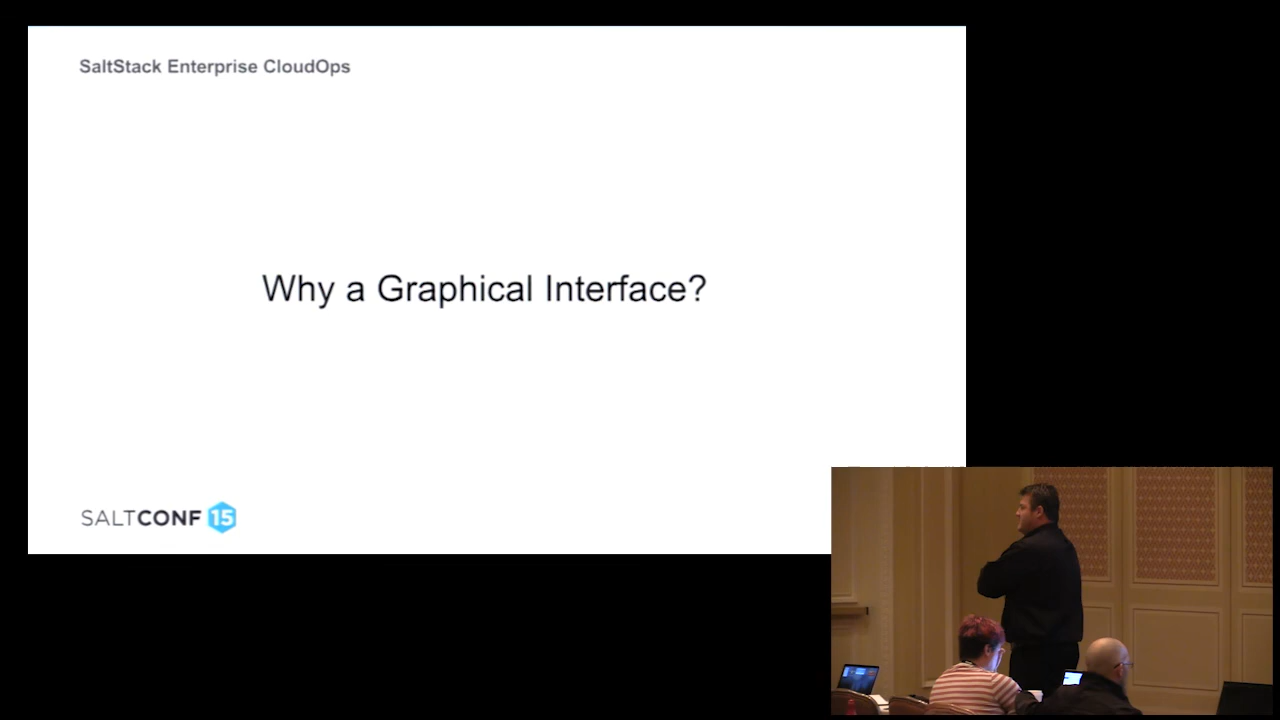 SaltStack Enterprise CloudOps
Why a Graphical Interface?
SALTCONF 15